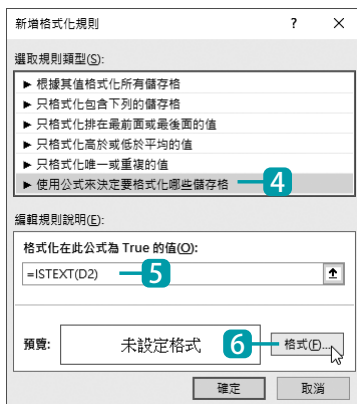 新增格式化規則 ? ×
選取規則類型(S):
► 根據其值格式化所有儲存格
► 只格式化包含下列的儲存格
► 只格式化排在最前面或最後面的值
► 只格式化高於或低於平均的值
► 只格式化唯一或重複的值
► 使用公式來決定要格式化哪些儲存格 4
編輯規則說明(E):
格式化在此公式為 True 的值(O):
=ISTEXT(D2) 5
預覽: 未設定格式 6 格式(F)...
確定 取消